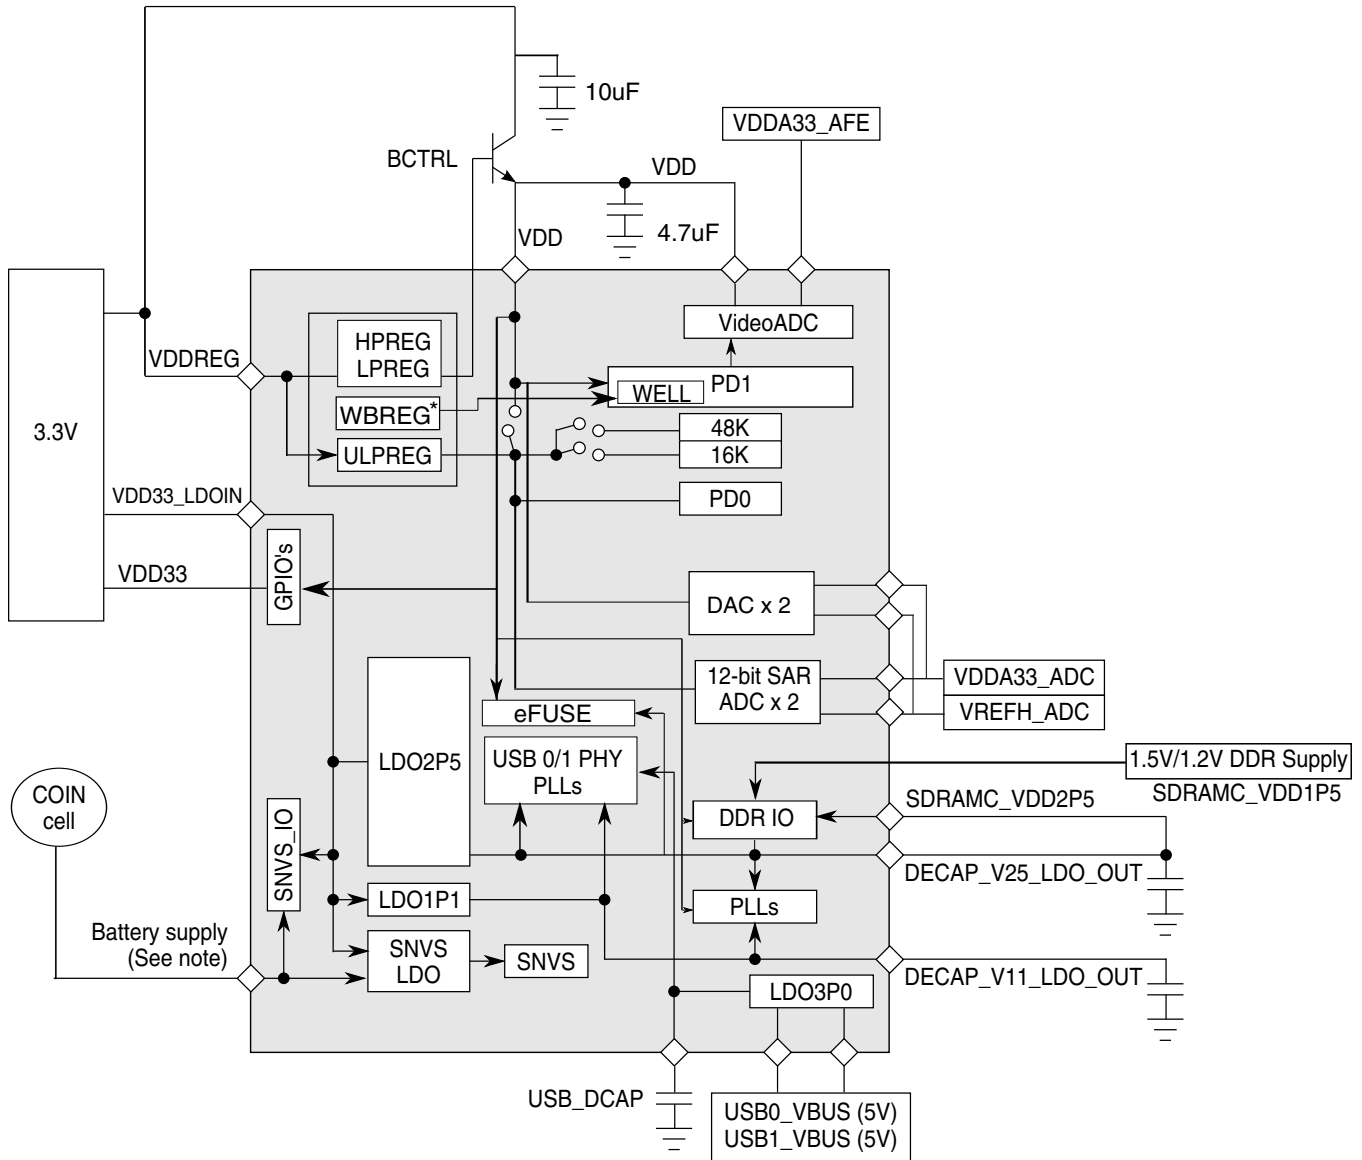 10uF
VDDA33_AFE
BCTRL
VDD
4.7uF
VDD
3.3V
VDDREG
HPREG
LPREG
WBREG*
ULPREG
VideoADC
PD1
WELL
48K
16K
PD0
VDD33_LDOIN
VDD33
GPIO's
DAC x 2
12-bit SAR
ADC x 2
VDDA33_ADC
VREFH_ADC
eFUSE
LDO2P5
USB 0/1 PHY
PLLs
1.5V/1.2V DDR Supply
SDRAMC_VDD1P5
SDRAMC_VDD2P5
DDR IO
COIN
cell
SNVS_IO
DECAP_V25_LDO_OUT
LDO1P1
PLLs
Battery supply
(See note)
SNVS
LDO
SNVS
DECAP_V11_LDO_OUT
LDO3P0
USB_DCAP
USB0_VBUS (5V)
USB1_VBUS (5V)